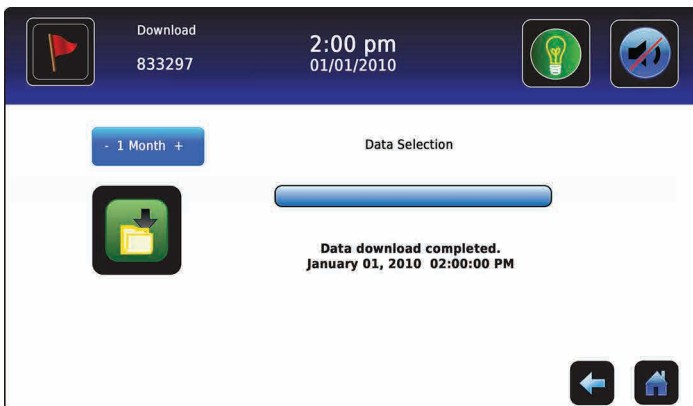 Download
833297
2:00 pm
01/01/2010
- 1 Month +
Data Selection
Data download completed.
January 01, 2010 02:00:00 PM